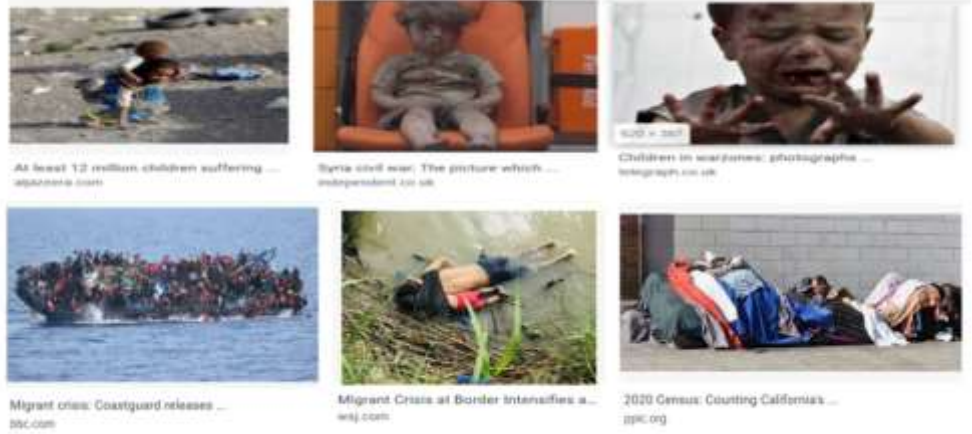 620 × 387
At least 12 million children suffering ...
aljazeera.com
Syria civil war: The picture which ...
independent.co.uk
Children in warzones: photographs ...
telegraph.co.uk
Migrant crisis: Coastguard releases ...
bbc.com
Migrant Crisis at Border Intensifies a...
wsj.com
2020 Census: Counting California's ...
ppic.org